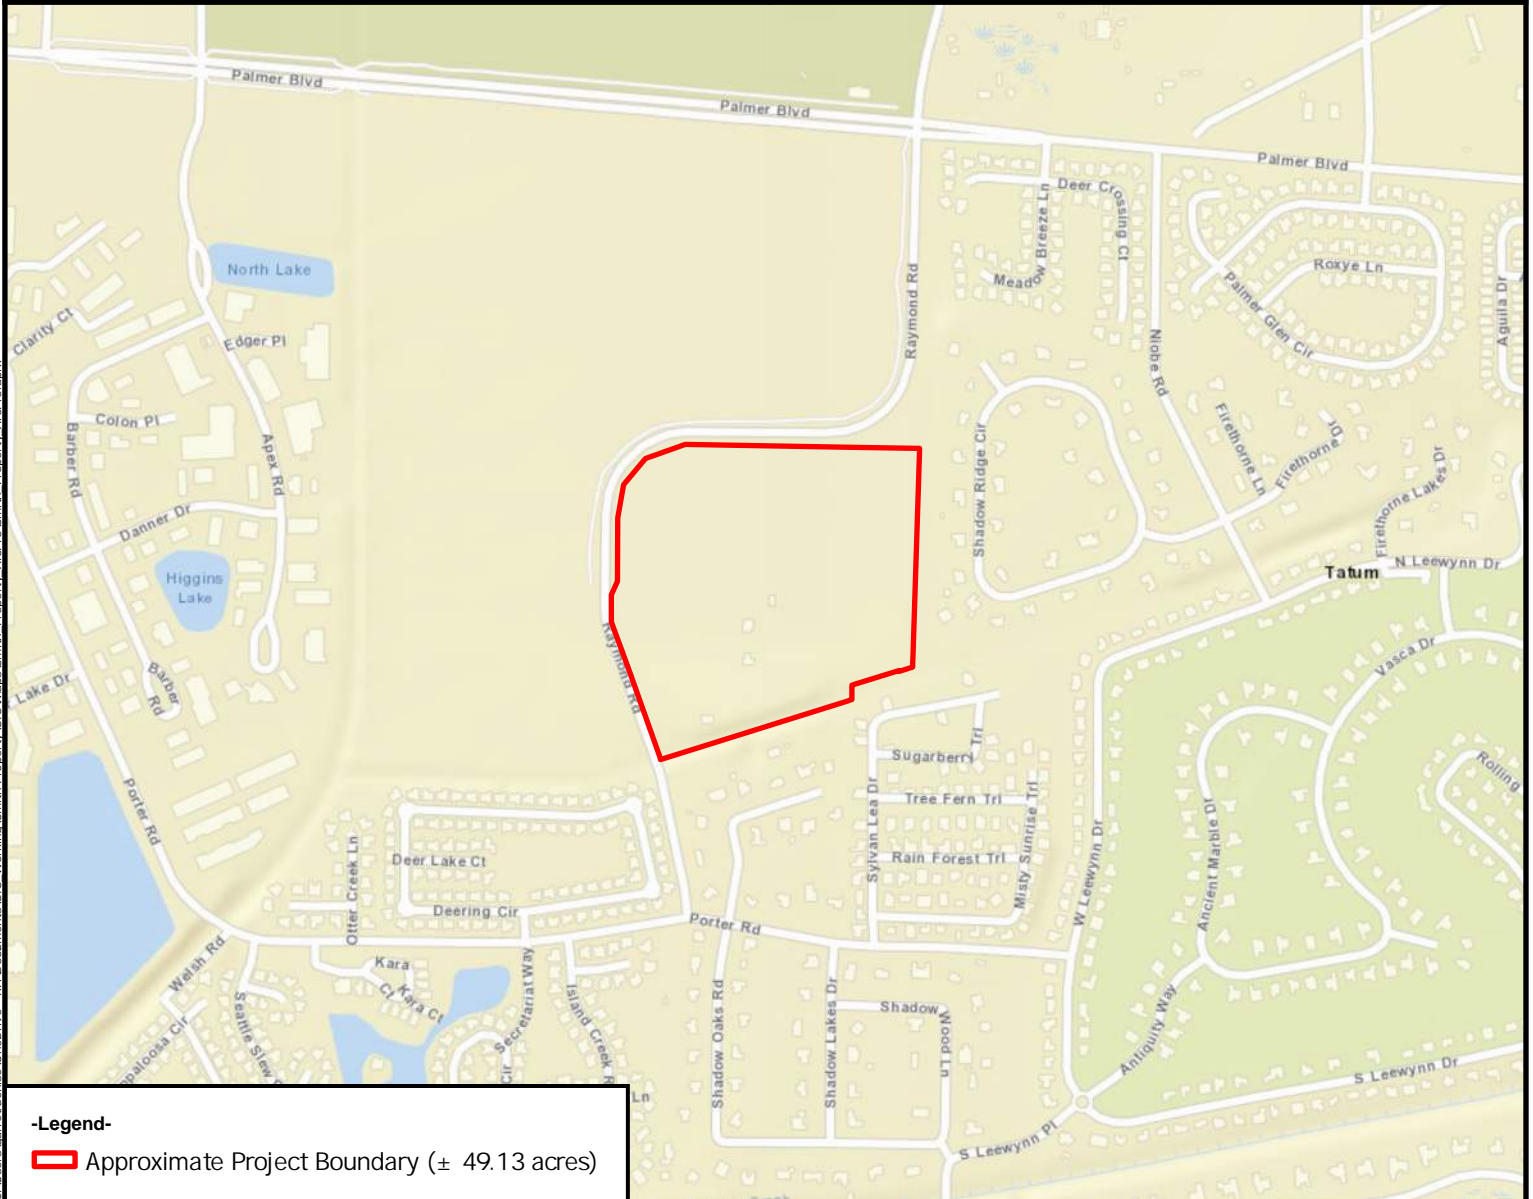 Palmer Blvd
Palmer Blvd
Palmer Blvd
Deer Crossing Ct
Meadow Breeze Ln
Roxye Ln
Palmer Glen Cir
Aguila Dr
North Lake
Raymond Rd
Clarity Ct
Edger Pl
Niobe Rd
Colon Pl
Barber Rd
Apex Rd
Shadow Ridge Cir
Firethorne Ln
Firethorne Dr
Firethorne Lakes Dr
Danner Dr
Higgins
Lake
Tatum
N Leewynn Dr
Raymond Rd
Vasca Dr
Barber
Rd
Lake Dr
Sugarberry Trl
Rolling
Porter Rd
Tree Fern Trl
Sylvan Lea Dr
Misty Sunrise Trl
Rain Forest Trl
W Leewynn Dr
Ancient Marble Dr
Otter Creek Ln
Deer Lake Ct
Deering Cir
Porter Rd
Welsh Rd
Kara
Ct
Kara Ct
Secretariat Way
Cir
Island Creek R
Ln
Seattle Slew
paloosa Cir
Shadow Oaks Rd
Shadow Lakes Dr
Shadow
Wood Ln
Antiquity Way
S Leewynn Dr
S Leewynn Pl
-Legend-
Approximate Project Boundary (± 49.13 acres)